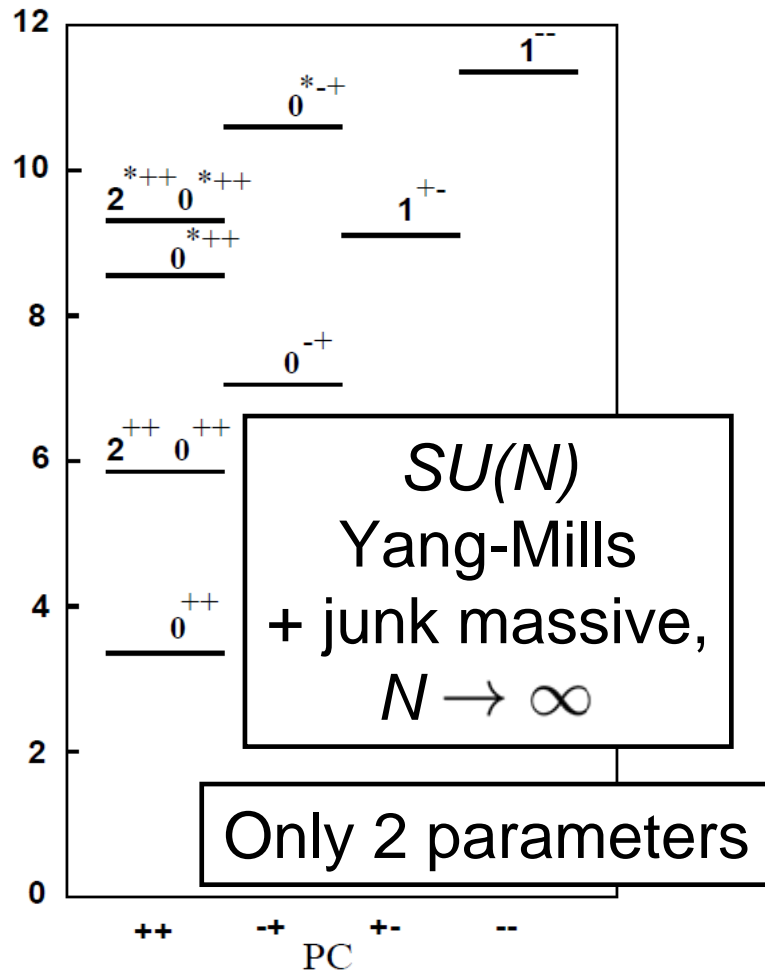 12
1^{--}
0^{*-+}
10
2^{*++} 0^{*++}
1^{+-}
0^{*++}
8
0^{-+}
2^{++} 0^{++}
6
SU(N)
Yang-Mills
+ junk massive,
N → ∞
4
0^{++}
2
Only 2 parameters
0
++ -+ +- --
PC